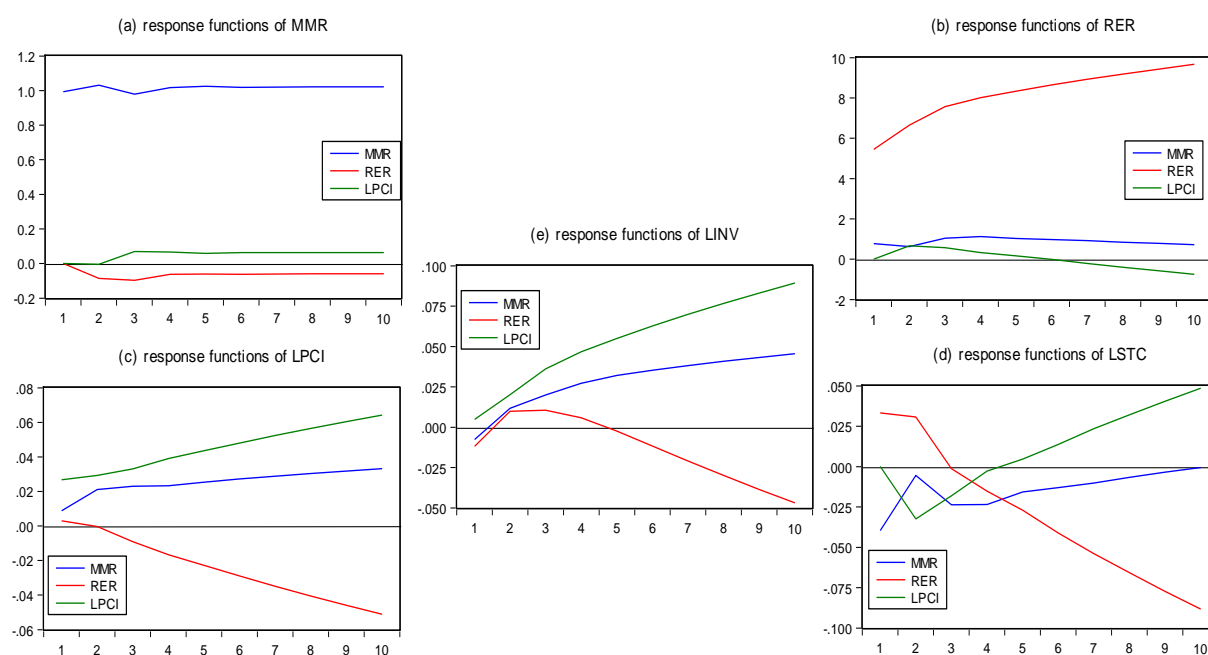 (a) response functions of MMR
1.2
1.0
0.8
0.6
0.4
0.2
0.0
-0.2
MMR
RER
LPCI
1 2 3 4 5 6 7 8 9 10
(b) response functions of RER
10
8
6
4
2
0
-2
MMR
RER
LPCI
1 2 3 4 5 6 7 8 9 10
(e) response functions of LINV
.100
.075
.050
.025
.000
-.025
-.050
MMR
RER
LPCI
1 2 3 4 5 6 7 8 9 10
(c) response functions of LPCI
.08
.06
.04
.02
.00
-.02
-.04
-.06
MMR
RER
LPCI
1 2 3 4 5 6 7 8 9 10
(d) response functions of LSTC
.050
.025
.000
-.025
-.050
-.075
-.100
MMR
RER
LPCI
1 2 3 4 5 6 7 8 9 10